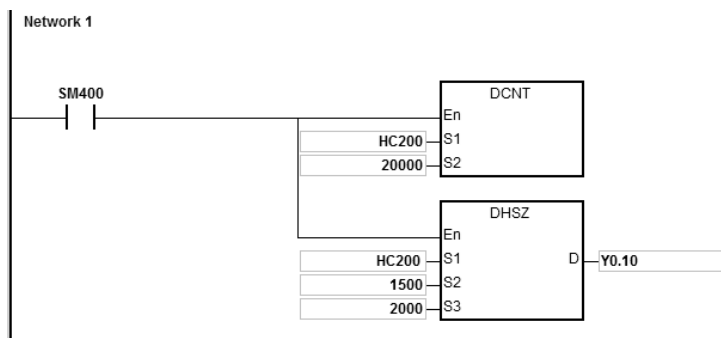 Network 1
SM400
DCNT
En
HC200 S1
20000 S2
DHSZ
En
HC200 S1 D Y0.10
1500 S2
2000 S3